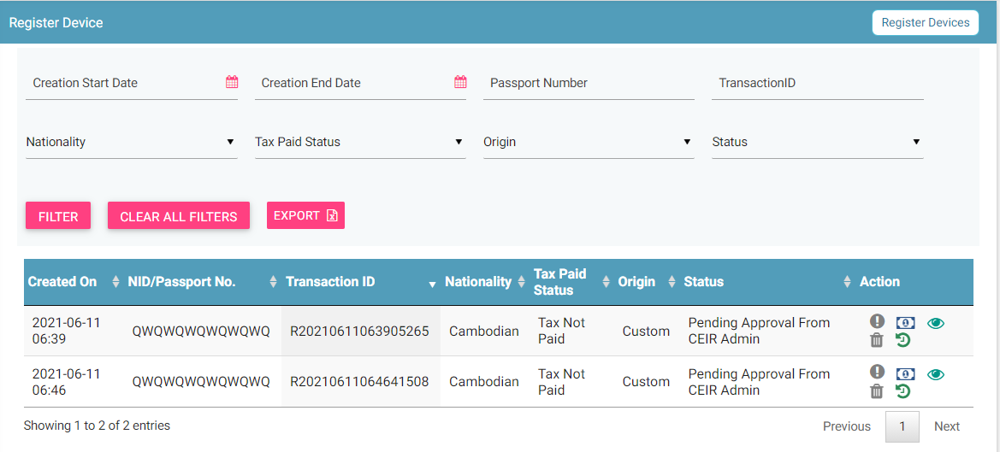 Register Device Register Devices
Creation Start Date Creation End Date Passport Number TransactionID
Nationality Tax Paid Status Origin Status
FILTER CLEAR ALL FILTERS EXPORT
Created On NID/Passport No. Transaction ID Nationality Tax Paid Status Origin Status Action
2021-06-11 06:39 QWQWQWQWQWQWQ R20210611063905265 Cambodian Tax Not Paid Custom Pending Approval From CEIR Admin
2021-06-11 06:46 QWQWQWQWQWQWQ R20210611064641508 Cambodian Tax Not Paid Custom Pending Approval From CEIR Admin
Showing 1 to 2 of 2 entries Previous 1 Next